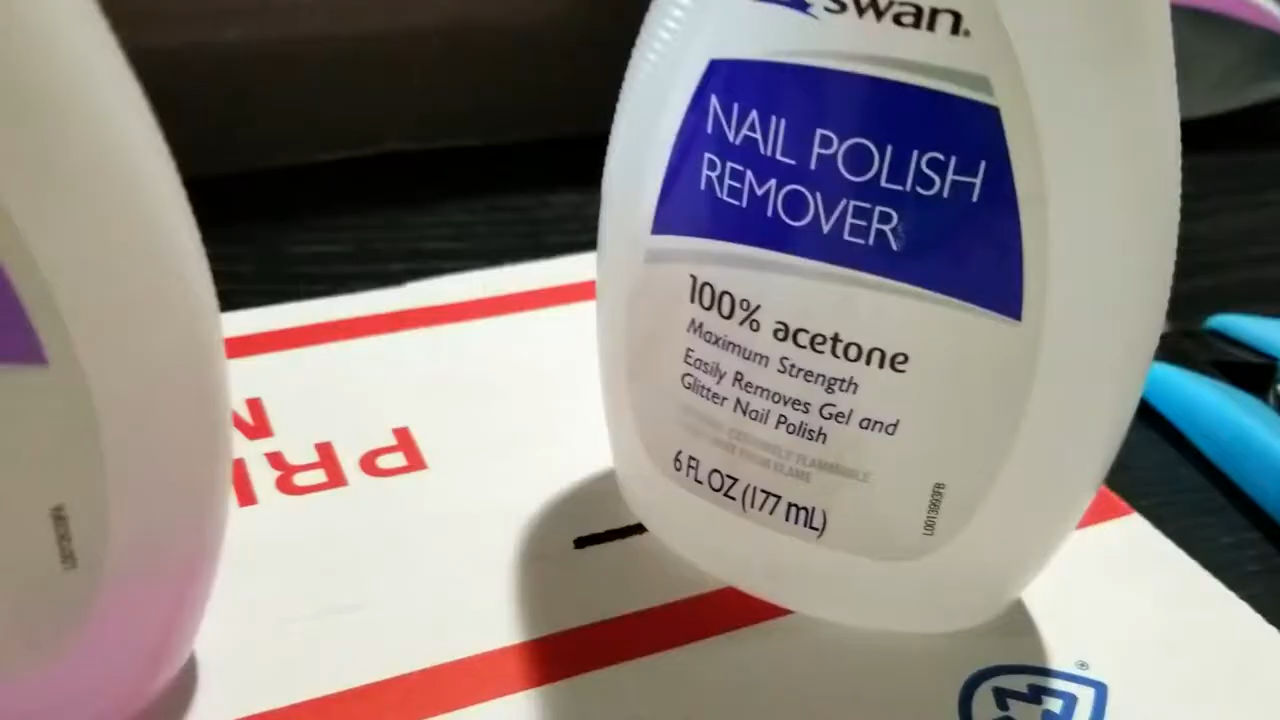 swan.
NAIL POLISH
REMOVER
100% acetone
Maximum Strength
Easily Removes Gel and
Glitter Nail Polish
6 FL OZ (177 mL)
PRI